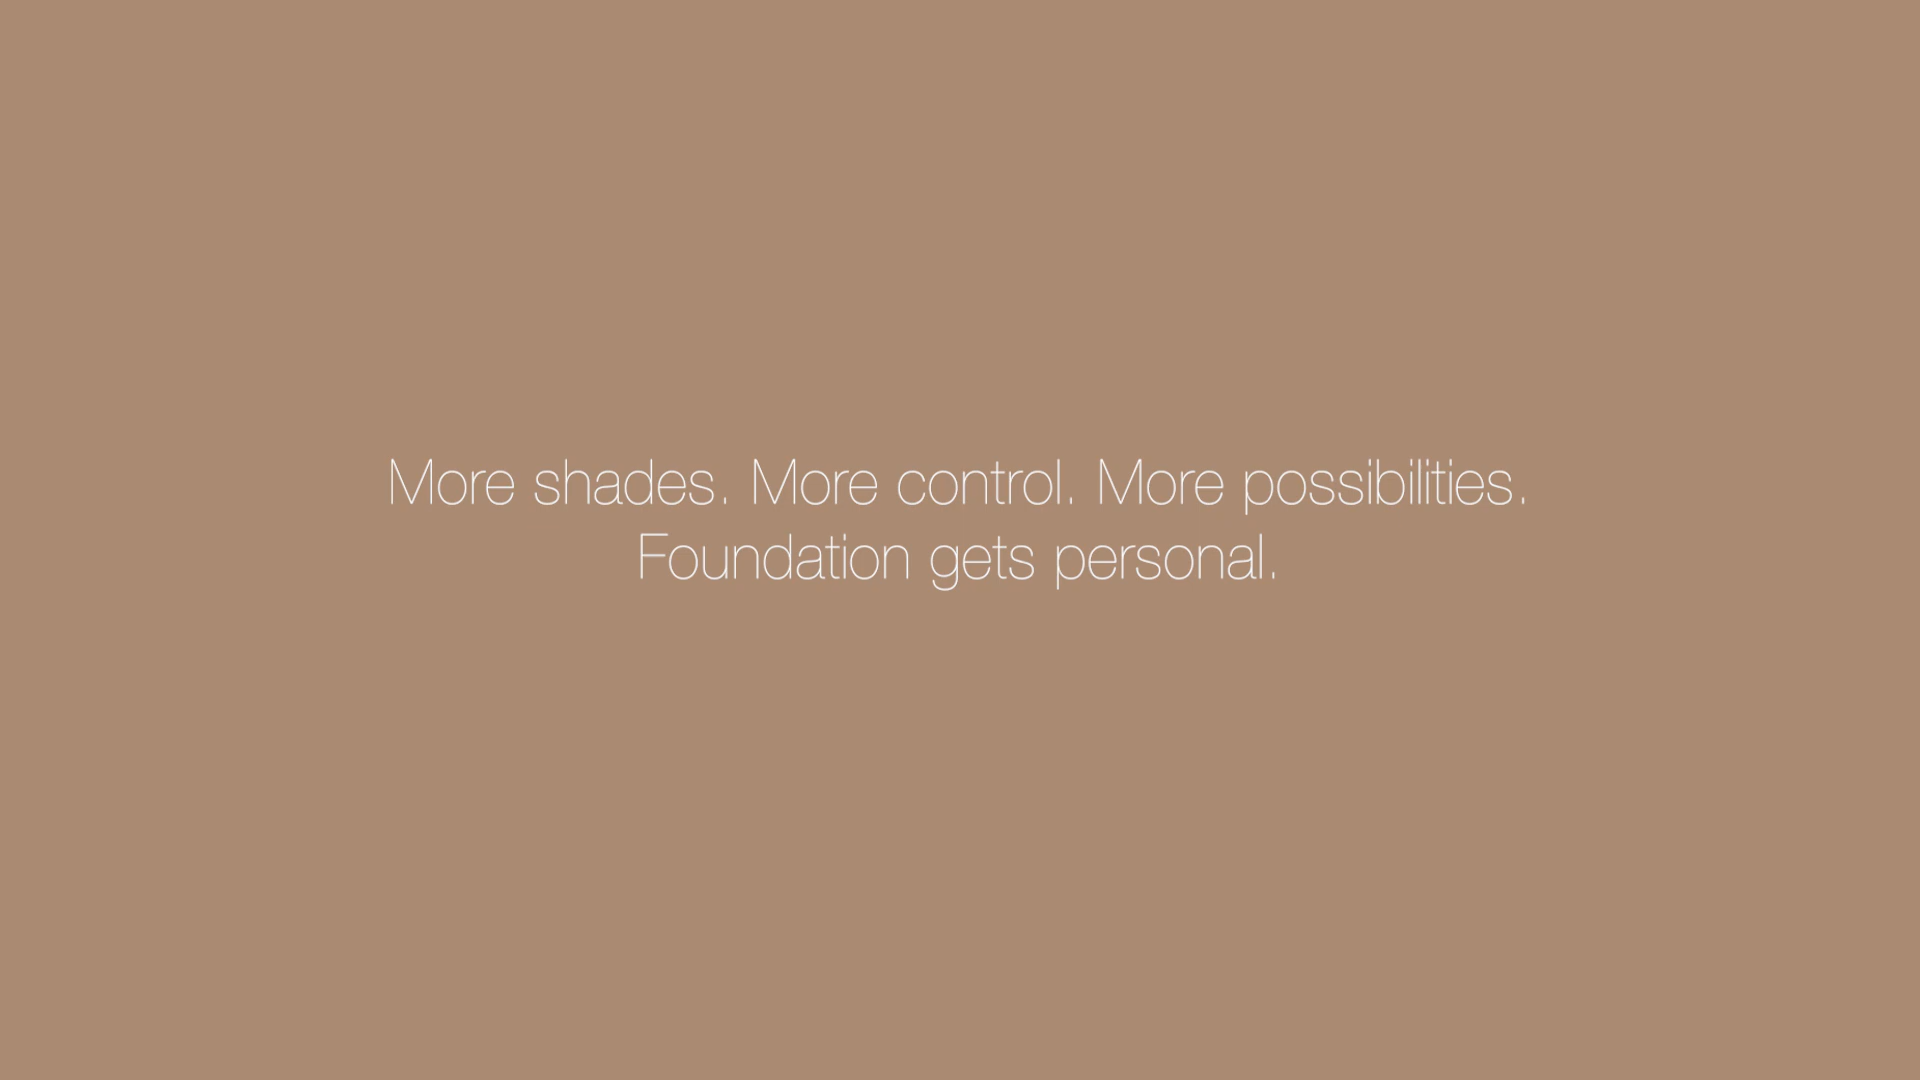 More shades. More control. More possibilities.
Foundation gets personal.